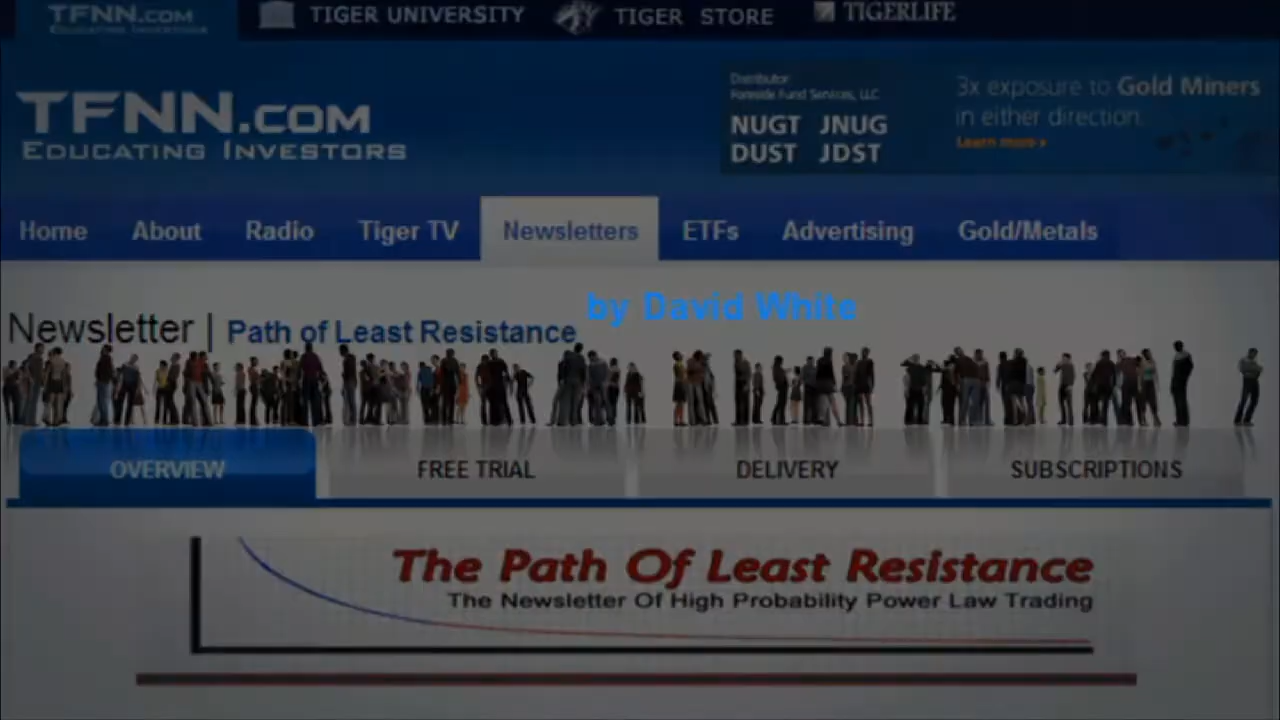 TFNN.com
Educating Investors
TIGER UNIVERSITY
TIGER STORE
TIGERLIFE
TFNN.com
Educating Investors
Distributor:
Foreside Fund Services, LLC
NUGT JNUG
DUST JDST
3x exposure to Gold Miners
in either direction.
Learn more >
Home About Radio Tiger TV Newsletters ETFs Advertising Gold/Metals
by David White
Newsletter | Path of Least Resistance
OVERVIEW FREE TRIAL DELIVERY SUBSCRIPTIONS
The Path Of Least Resistance
The Newsletter Of High Probability Power Law Trading